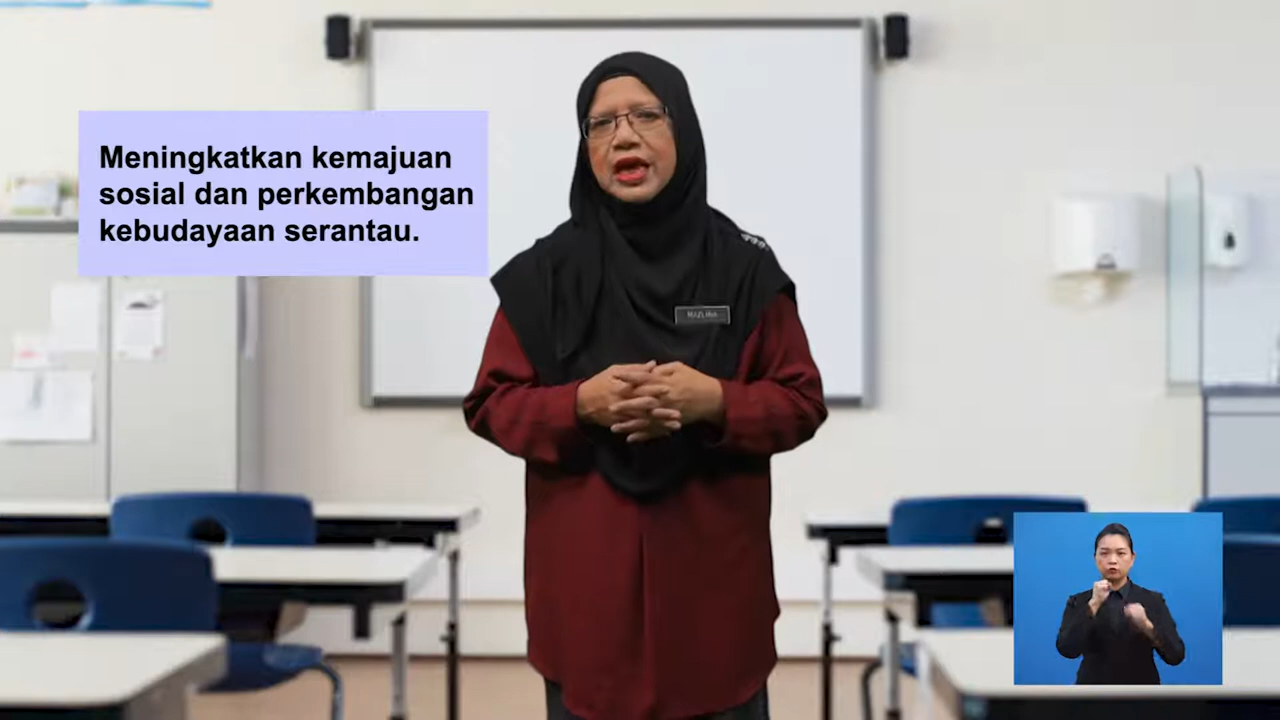 Meningkatkan kemajuan
sosial dan perkembangan
kebudayaan serantau.